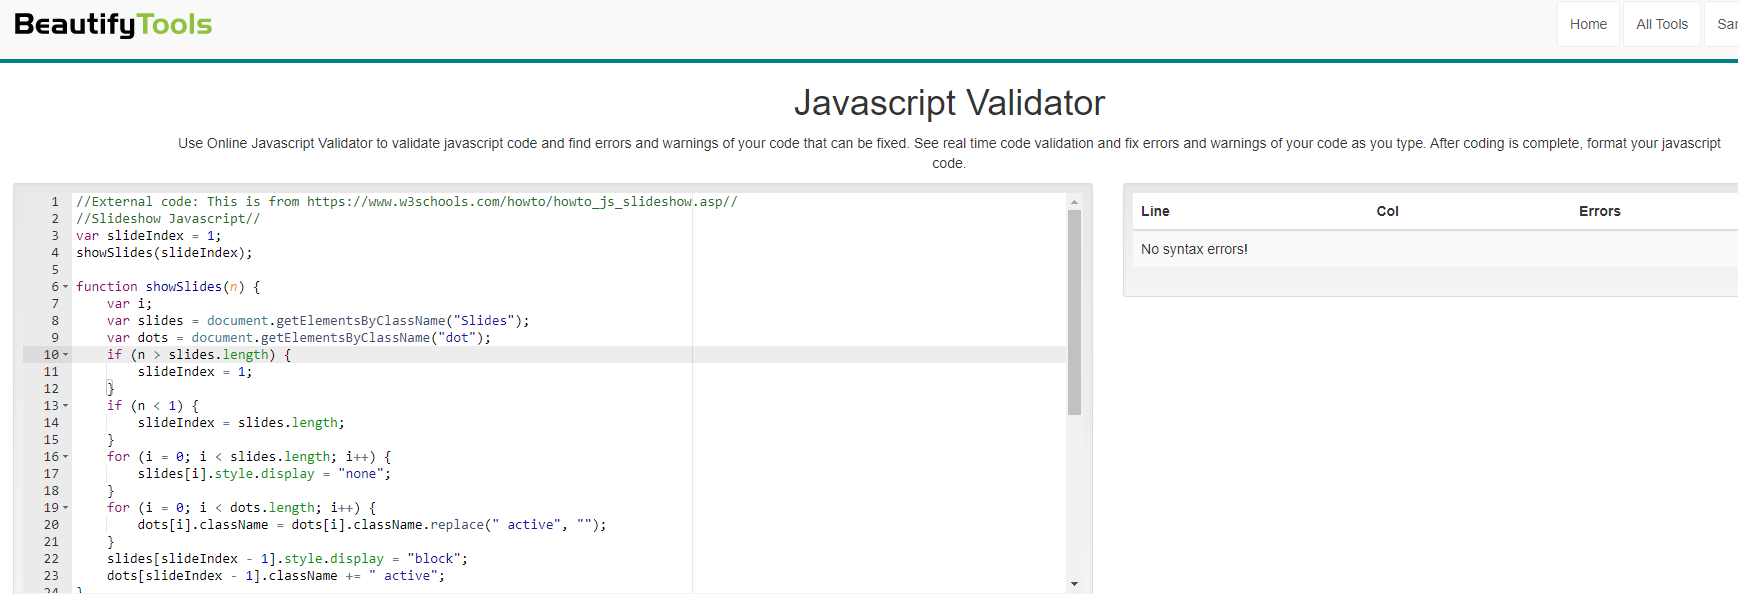 BeautifyTools
Home
All Tools
Javascript Validator
Use Online Javascript Validator to validate javascript code and find errors and warnings of your code that can be fixed. See real time code validation and fix errors and warnings of your code as you type. After coding is complete, format your javascript
code.
1 //External code: This is from https://www.w3schools.com/howto/howto_js_slideshow.asp//
2 //Slideshow Javascript//
3 var slideIndex = 1;
4 showSlides(slideIndex);
5
6 function showSlides(n) {
7 var i;
8 var slides = document.getElementsByClassName("Slides");
9 var dots = document.getElementsByClassName("dot");
10 if (n > slides.length) {
11 slideIndex = 1;
12 }
13 if (n < 1) {
14 slideIndex = slides.length;
15 }
16 for (i = 0; i < slides.length; i++) {
17 slides[i].style.display = "none";
18 }
19 for (i = 0; i < dots.length; i++) {
20 dots[i].className = dots[i].className.replace(" active", "");
21 }
22 slides[slideIndex - 1].style.display = "block";
23 dots[slideIndex - 1].className += " active";
24 }
Line Col Errors
No syntax errors!